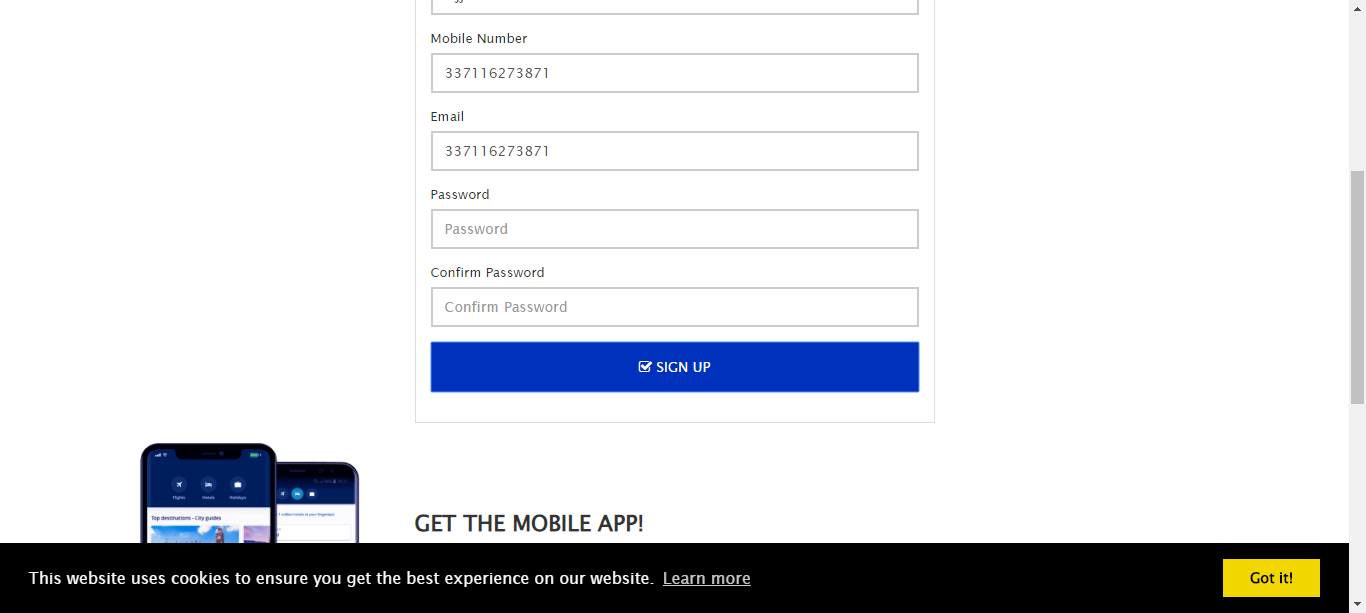 Mobile Number
337116273871
Email
337116273871
Password
Password
Confirm Password
Confirm Password
SIGN UP
Flights Hotels Holidays
Top destinations - City guides
GET THE MOBILE APP!
This website uses cookies to ensure you get the best experience on our website. Learn more
Got it!